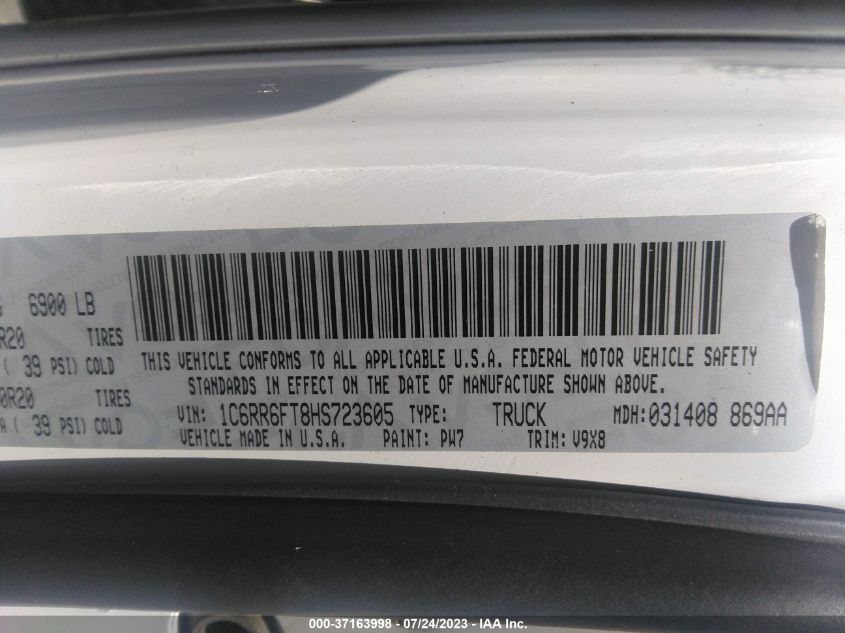 6900 LB
R20 TIRES
( 39 PSI) COLD
0R20 TIRES
( 39 PSI) COLD
THIS VEHICLE CONFORMS TO ALL APPLICABLE U.S.A. FEDERAL MOTOR VEHICLE SAFETY
STANDARDS IN EFFECT ON THE DATE OF MANUFACTURE SHOWN ABOVE.
VIN: 1C6RR6FT8HS723605 TYPE: TRUCK MDH: 031408 869AA
VEHICLE MADE IN U.S.A. PAINT: PW7 TRIM: V9X8
000-37163998 - 07/24/2023 - IAA Inc.